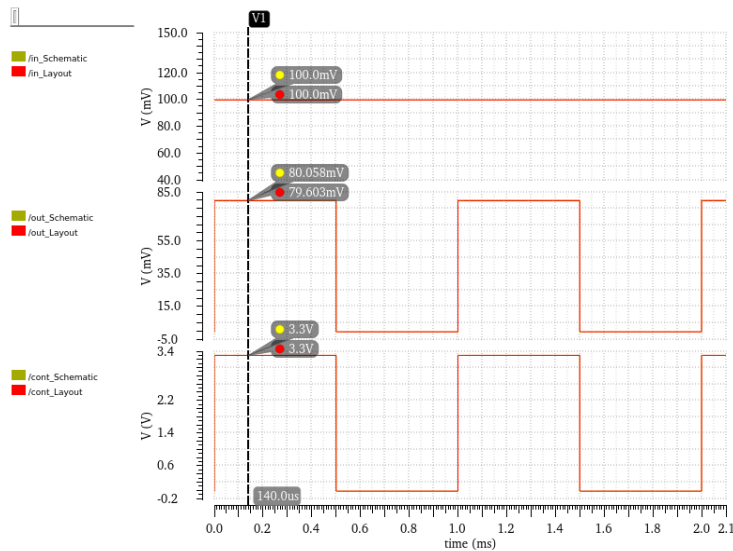 V1
/in_Schematic
/in_Layout
V (mV)
150.0
120.0
100.0
80.0
60.0
40.0
100.0mV
100.0mV
/out_Schematic
/out_Layout
V (mV)
85.0
55.0
35.0
15.0
-5.0
80.058mV
79.603mV
/cont_Schematic
/cont_Layout
V (V)
3.4
2.2
1.4
0.6
-0.2
3.3V
3.3V
140.0us
0.0 0.2 0.4 0.6 0.8 1.0 1.2 1.4 1.6 1.8 2.0 2.1
time (ms)